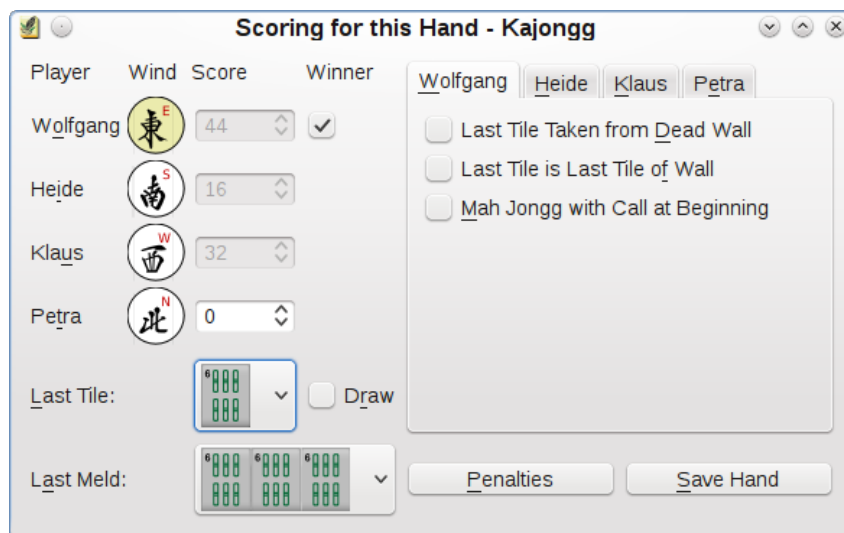 Scoring for this Hand - Kajongg
Player Wind Score Winner
Wolfgang 東 E 44
Heide 南 S 16
Klaus 西 W 32
Petra 北 N 0
Last Tile: 6 Draw
Last Meld: 6 6 6
Wolfgang Heide Klaus Petra
Last Tile Taken from Dead Wall
Last Tile is Last Tile of Wall
Mah Jongg with Call at Beginning
Penalties Save Hand